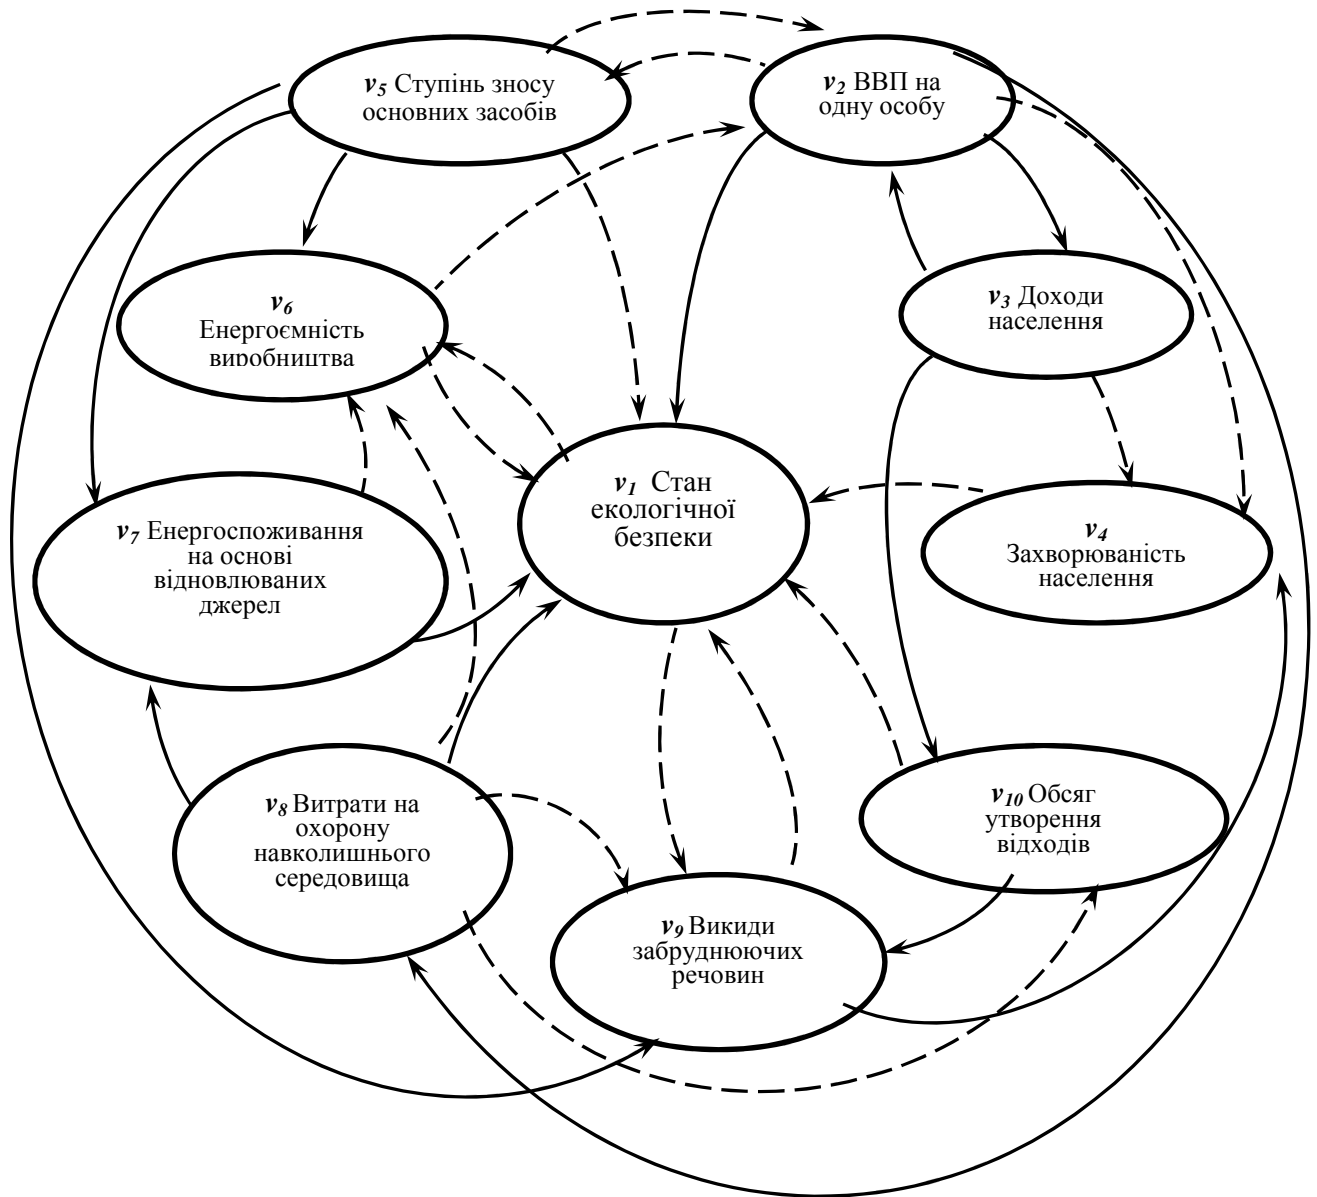 v5 Ступінь зносу
основних засобів
v2 ВВП на
одну особу
v6
Енергоємність
виробництва
v3 Доходи
населення
v1 Стан
екологічної
безпеки
v7 Енергоспоживання
на основі
відновлюваних
джерел
v4
Захворюваність
населення
v8 Витрати на
охорону
навколишнього
середовища
v10 Обсяг
утворення
відходів
v9 Викиди
забруднюючих
речовин